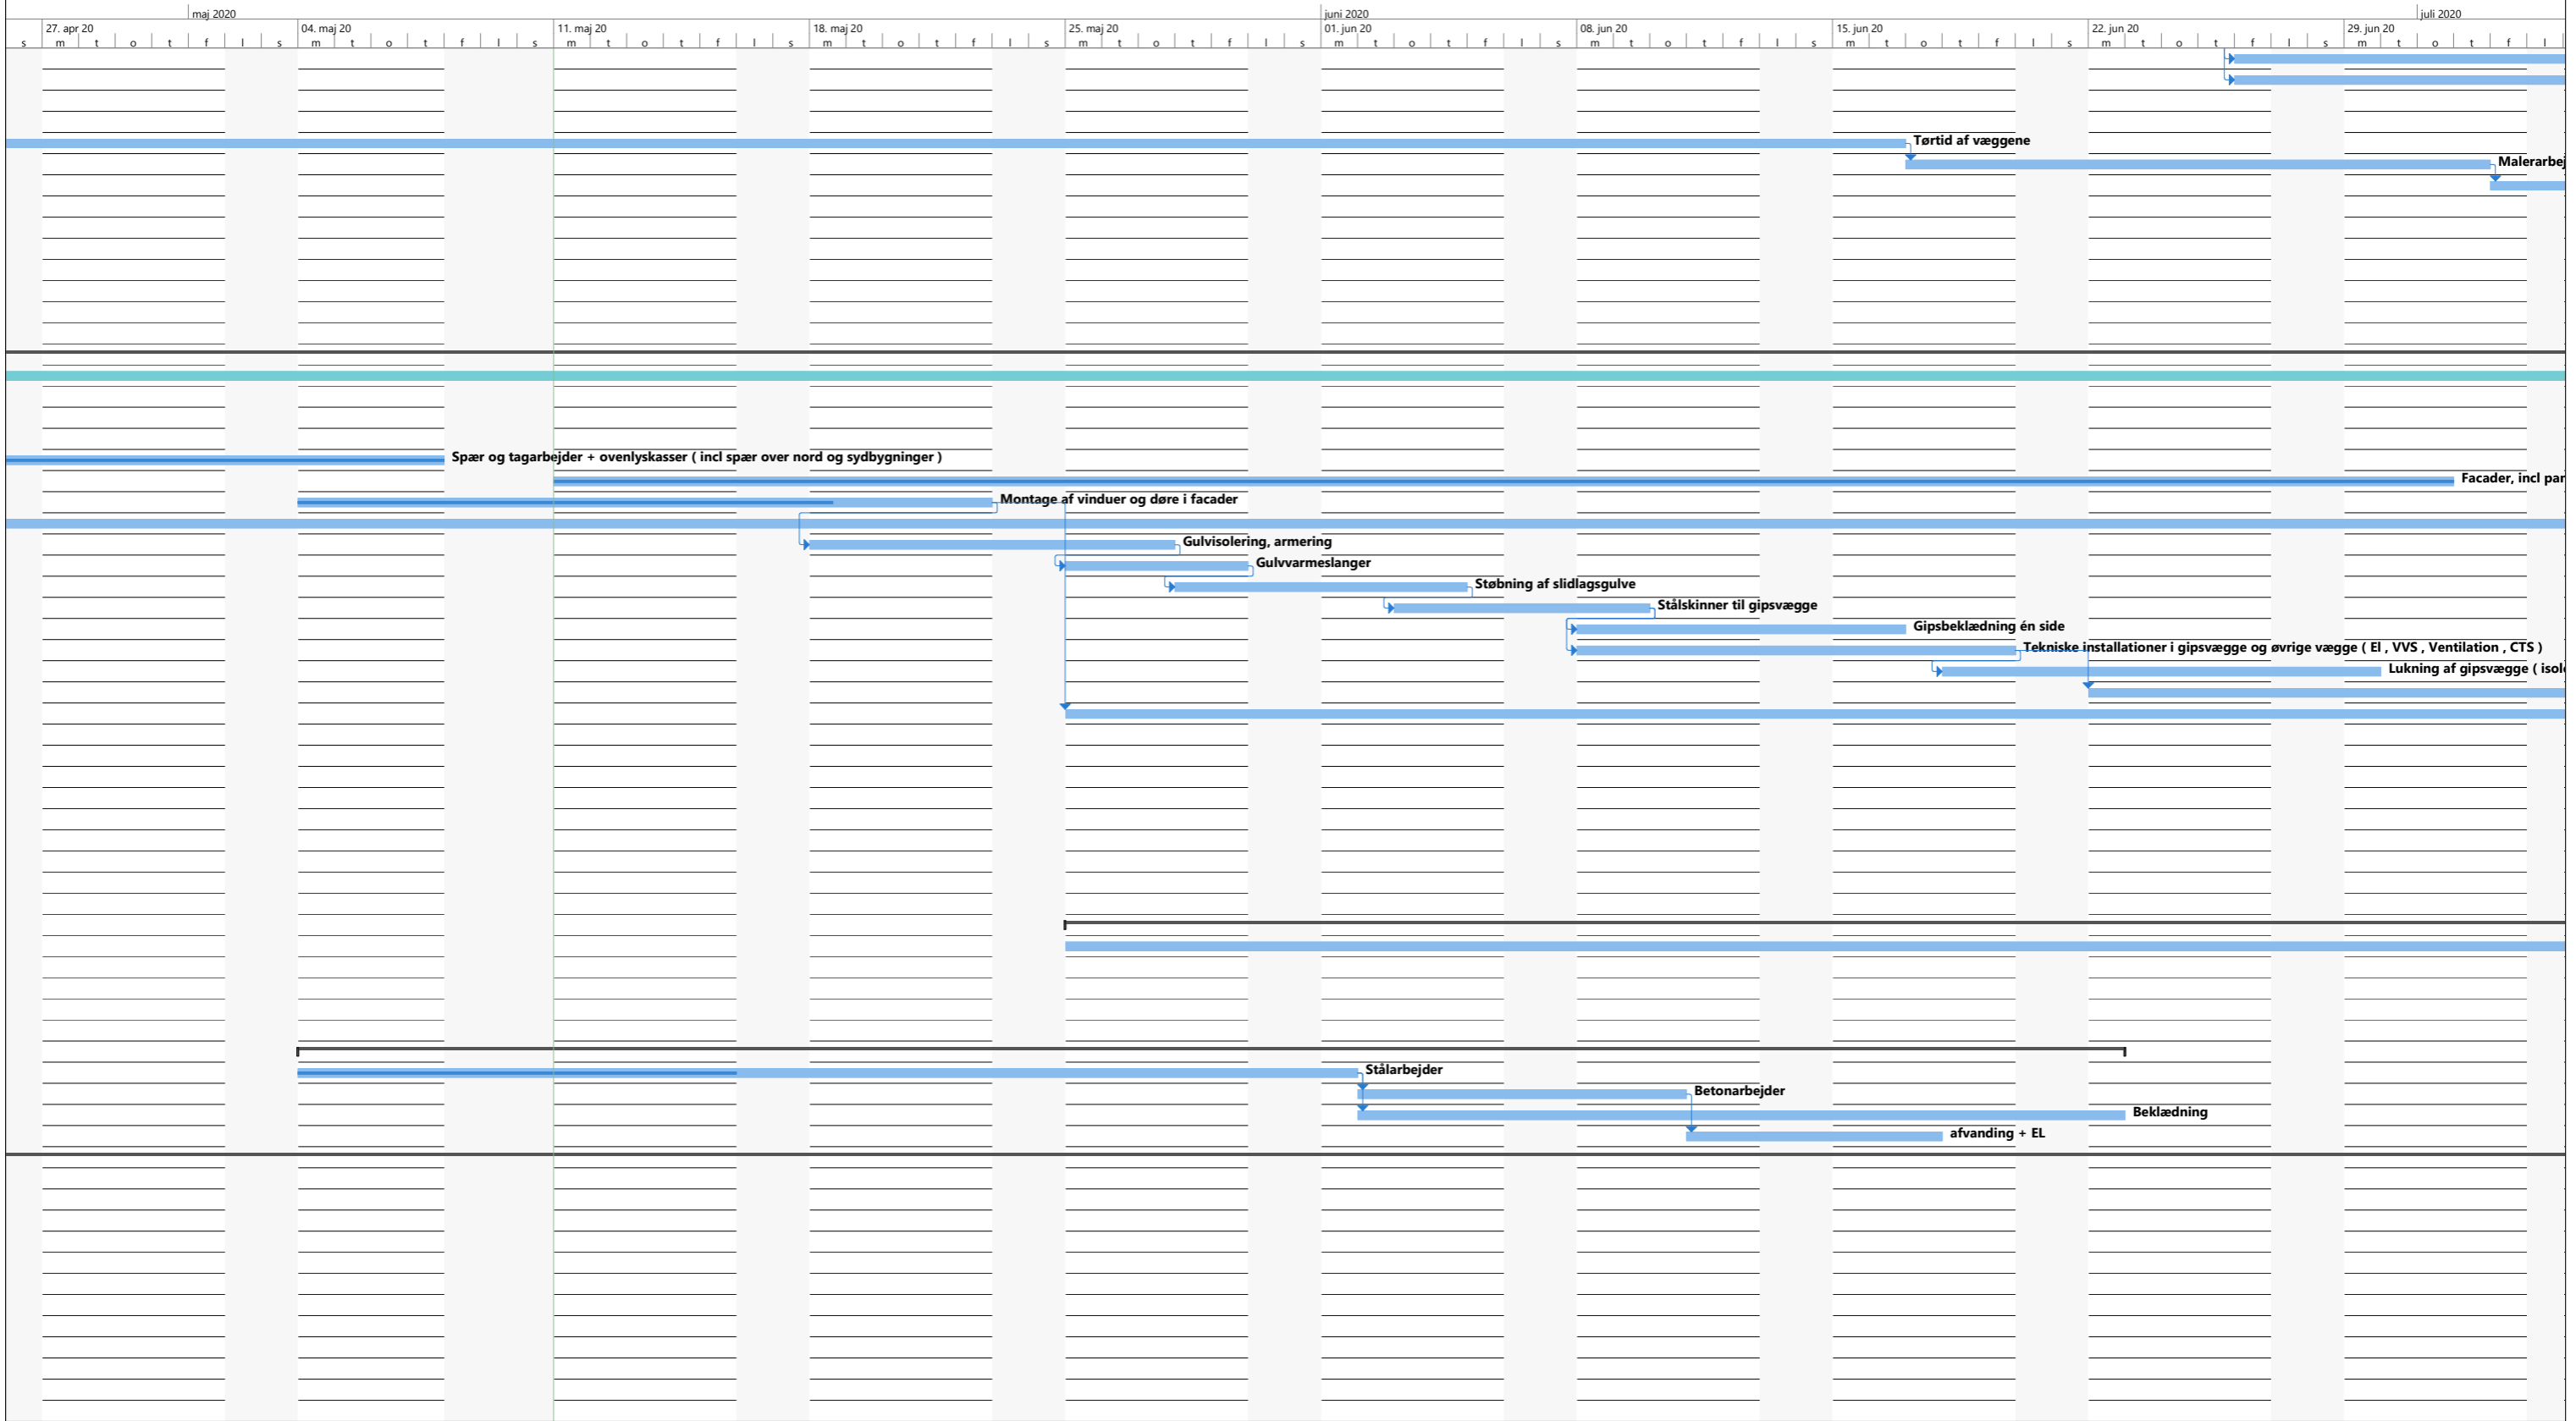 maj 2020 juni 2020 juli 2020
27. apr 20 04. maj 20 11. maj 20 18. maj 20 25. maj 20 01. jun 20 08. jun 20 15. jun 20 22. jun 20 29. jun 20
s m t o t f l s m t o t f l s m t o t f l s m t o t f l s m t o t f l s m t o t f l s m t o t f l s m t o t f l s m t o t f l s m t o t f l
Tørtid af væggene
Malerarbej
Spær og tagarbejder + ovenlyskasser ( incl spær over nord og sydbygninger )
Facader, incl par
Montage af vinduer og døre i facader
Gulvisolering, armering
Gulvvarmeslanger
Støbning af slidlagsgulve
Stålskinner til gipsvægge
Gipsbeklædning én side
Tekniske installationer i gipsvægge og øvrige vægge ( El , VVS , Ventilation , CTS )
Lukning af gipsvægge ( isol
Stålarbejder
Betonarbejder
Beklædning
afvanding + EL